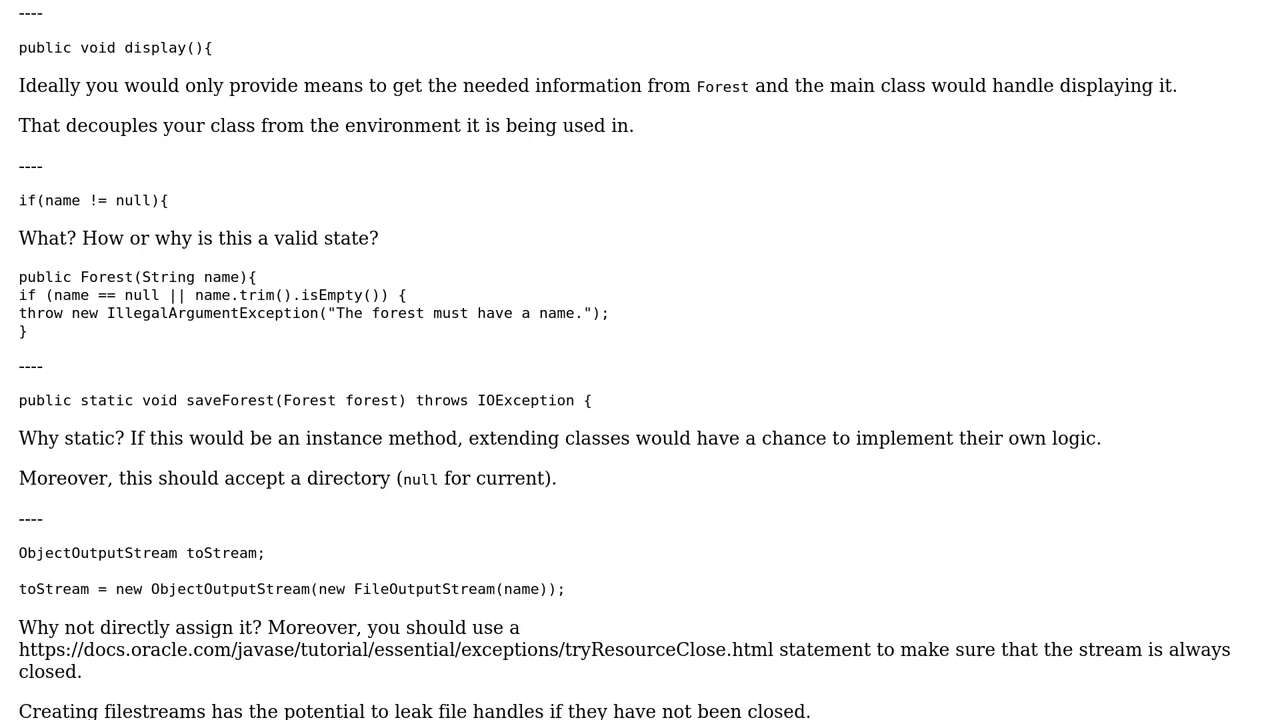 ----
public void display(){
Ideally you would only provide means to get the needed information from Forest and the main class would handle displaying it.
That decouples your class from the environment it is being used in.
----
if(name != null){
What? How or why is this a valid state?
public Forest(String name){
if (name == null || name.trim().isEmpty()) {
throw new IllegalArgumentException("The forest must have a name.");
}
----
public static void saveForest(Forest forest) throws IOException {
Why static? If this would be an instance method, extending classes would have a chance to implement their own logic.
Moreover, this should accept a directory (null for current).
----
ObjectOutputStream toStream;
toStream = new ObjectOutputStream(new FileOutputStream(name));
Why not directly assign it? Moreover, you should use a
https://docs.oracle.com/javase/tutorial/essential/exceptions/tryResourceClose.html statement to make sure that the stream is always
closed.
Creating filestreams has the potential to leak file handles if they have not been closed.